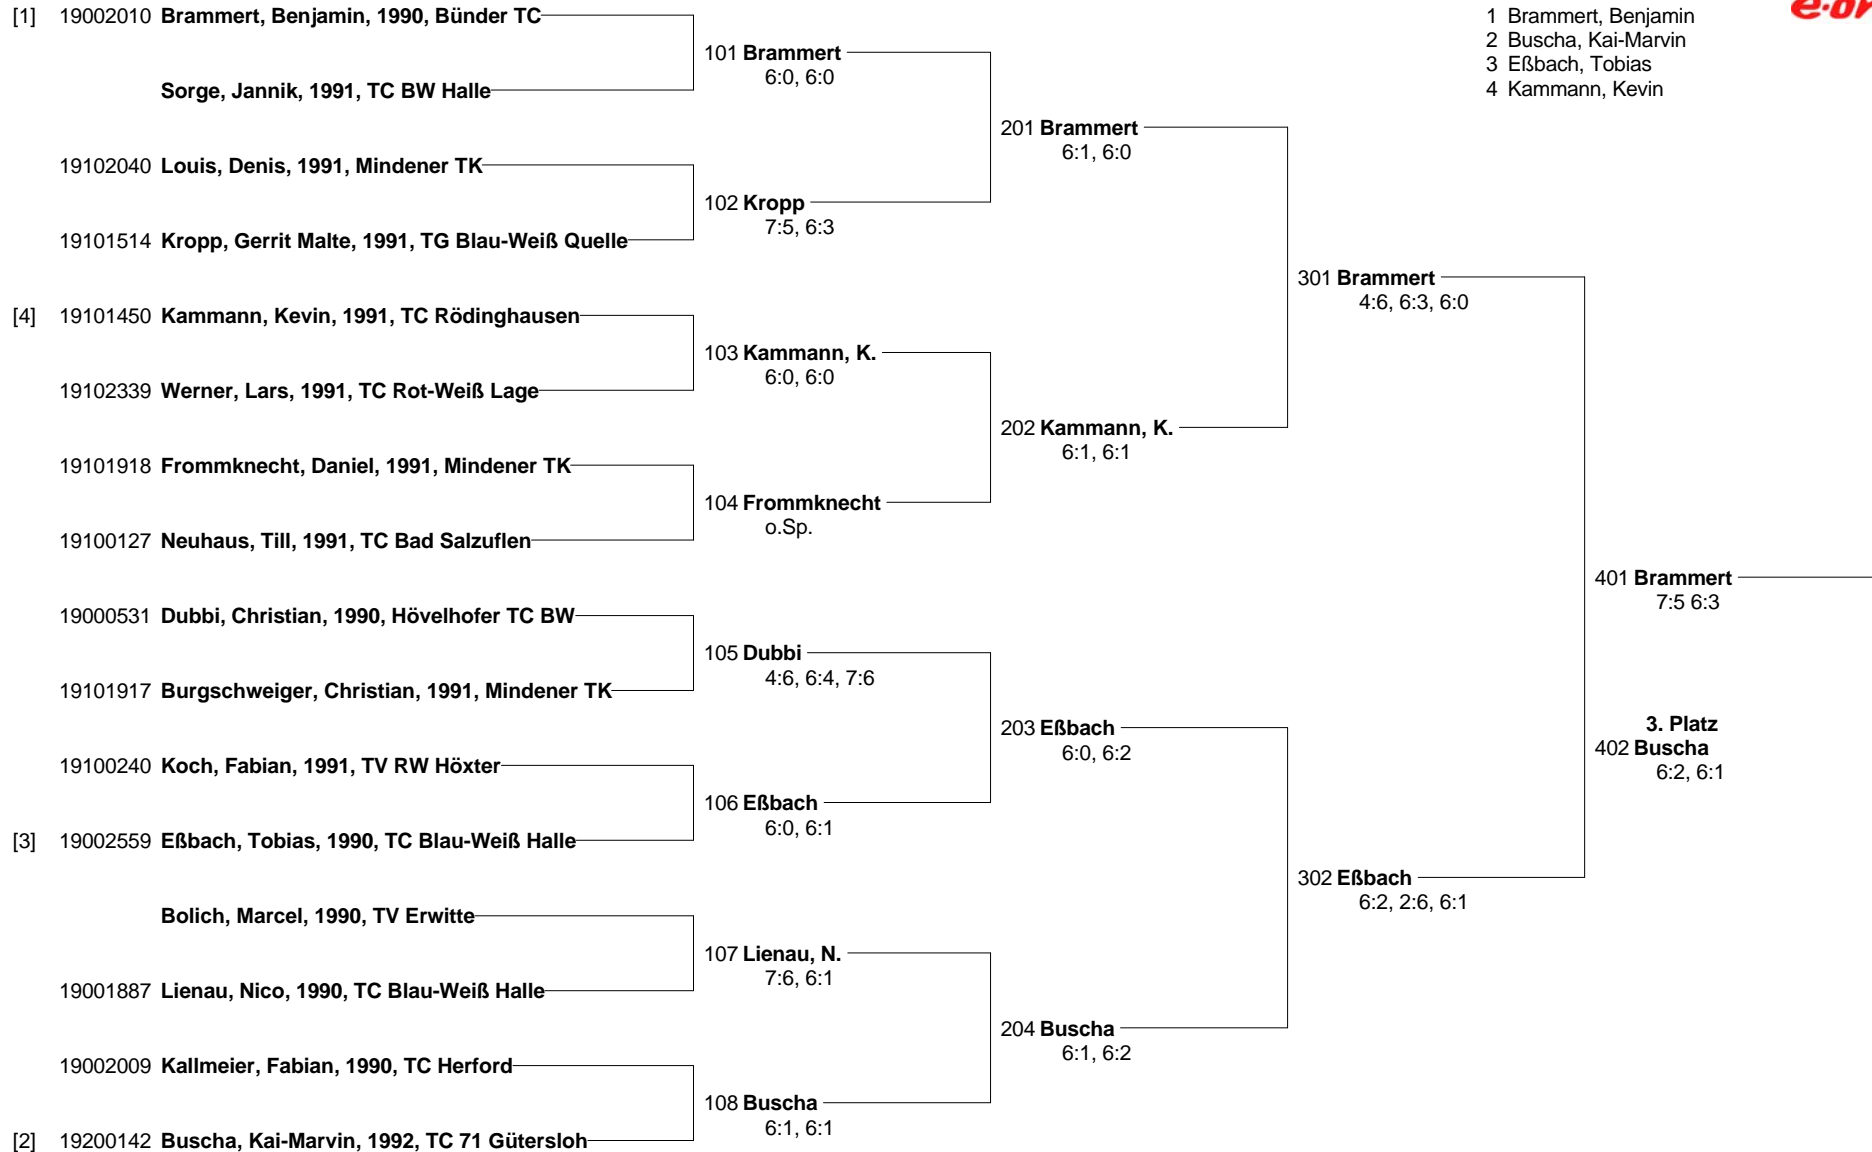 [1] 19002010 Brammert, Benjamin, 1990, Bünder TC
Sorge, Jannik, 1991, TC BW Halle
19102040 Louis, Denis, 1991, Mindener TK
19101514 Kropp, Gerrit Malte, 1991, TG Blau-Weiß Quelle
[4] 19101450 Kammann, Kevin, 1991, TC Rödinghausen
19102339 Werner, Lars, 1991, TC Rot-Weiß Lage
19101918 Frommknecht, Daniel, 1991, Mindener TK
19100127 Neuhaus, Till, 1991, TC Bad Salzuflen
19000531 Dubbi, Christian, 1990, Hövelhofer TC BW
19101917 Burgschweiger, Christian, 1991, Mindener TK
19100240 Koch, Fabian, 1991, TV RW Höxter
[3] 19002559 Eßbach, Tobias, 1990, TC Blau-Weiß Halle
Bolich, Marcel, 1990, TV Erwitte
19001887 Lienau, Nico, 1990, TC Blau-Weiß Halle
19002009 Kallmeier, Fabian, 1990, TC Herford
[2] 19200142 Buscha, Kai-Marvin, 1992, TC 71 Gütersloh
101 Brammert
6:0, 6:0
102 Kropp
7:5, 6:3
103 Kammann, K.
6:0, 6:0
104 Frommknecht
o.Sp.
105 Dubbi
4:6, 6:4, 7:6
106 Eßbach
6:0, 6:1
107 Lienau, N.
7:6, 6:1
108 Buscha
6:1, 6:1
201 Brammert
6:1, 6:0
202 Kammann, K.
6:1, 6:1
203 Eßbach
6:0, 6:2
204 Buscha
6:1, 6:2
301 Brammert
4:6, 6:3, 6:0
302 Eßbach
6:2, 2:6, 6:1
401 Brammert
7:5 6:3
3. Platz
402 Buscha
6:2, 6:1
1 Brammert, Benjamin
2 Buscha, Kai-Marvin
3 Eßbach, Tobias
4 Kammann, Kevin